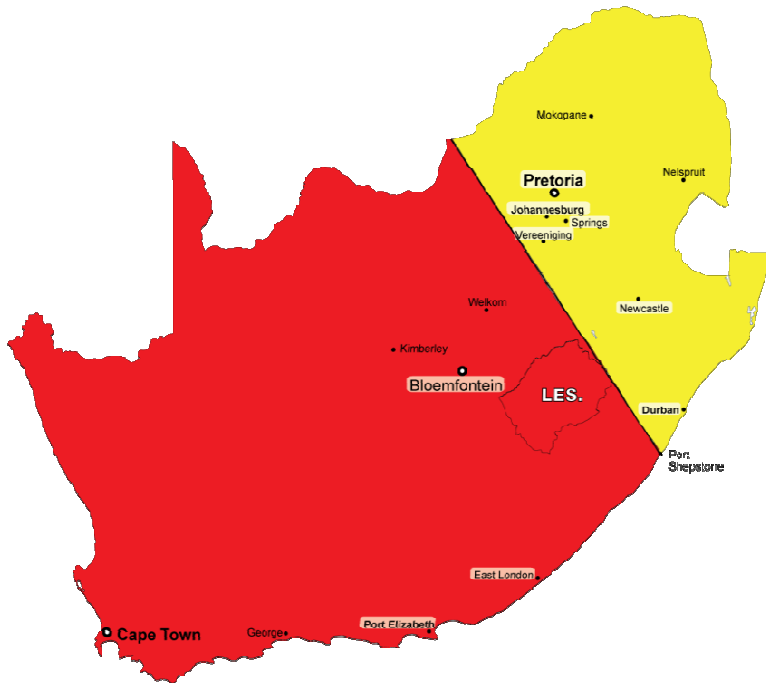 Mokopane
Nelspruit
Pretoria
Johannesburg
Springs
Vereeniging
Welkom
Newcastle
Kimberley
Bloemfontein
LES.
Durban
Port
Shepstone
East London
Port Elizabeth
Cape Town
George